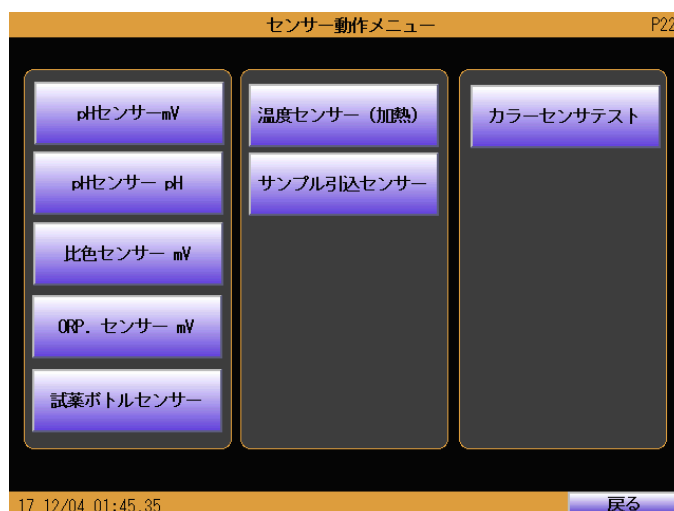 センサー動作メニュー P22
pHセンサーmV
pHセンサー pH
比色センサー mV
ORP. センサー mV
試薬ボトルセンサー
温度センサー（加熱）
サンプル引込センサー
カラーセンサテスト
17 12/04 01:45.35
戻る